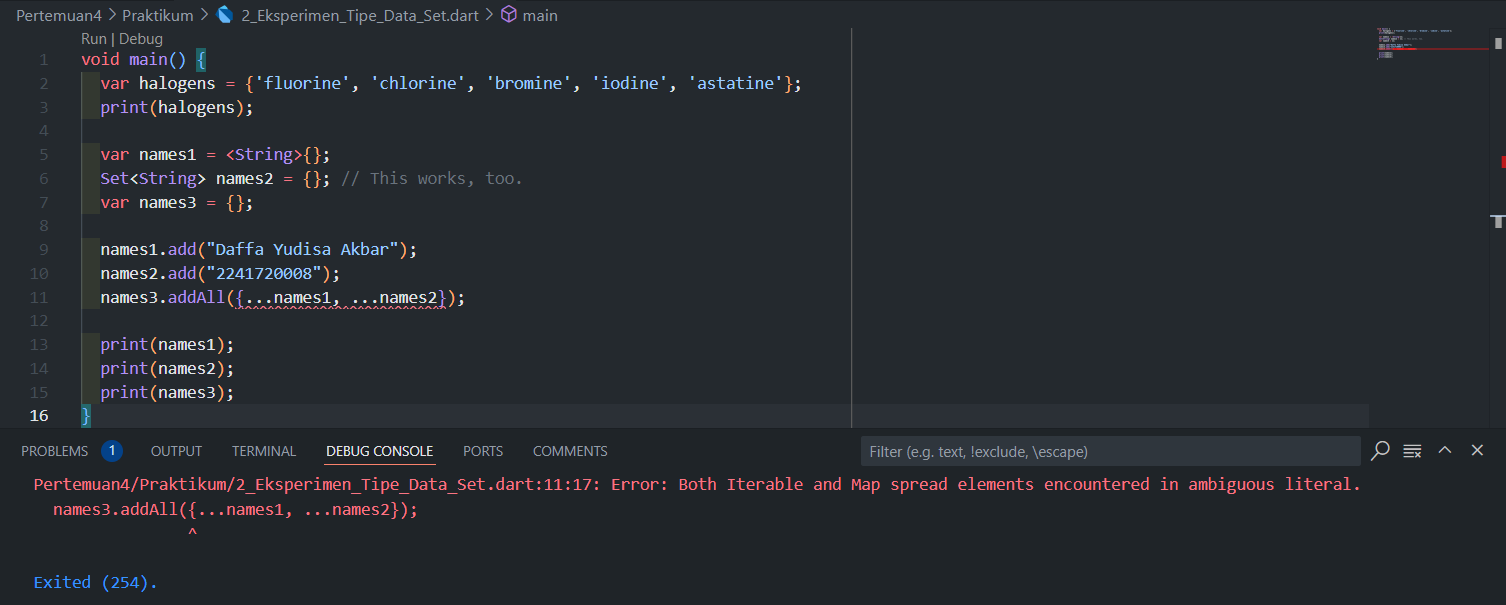 Pertemuan4 > Praktikum > 2_Eksperimen_Tipe_Data_Set.dart > main
Run | Debug
1 void main() {
2   var halogens = {'fluorine', 'chlorine', 'bromine', 'iodine', 'astatine'};
3   print(halogens);
4
5   var names1 = <String>{};
6   Set<String> names2 = {}; // This works, too.
7   var names3 = {};
8
9   names1.add("Daffa Yudisa Akbar");
10   names2.add("2241720008");
11   names3.addAll({...names1, ...names2});
12
13   print(names1);
14   print(names2);
15   print(names3);
16 }
PROBLEMS 1 OUTPUT TERMINAL DEBUG CONSOLE PORTS COMMENTS Filter (e.g. text, !exclude, \escape)
Pertemuan4/Praktikum/2_Eksperimen_Tipe_Data_Set.dart:11:17: Error: Both Iterable and Map spread elements encountered in ambiguous literal.
  names3.addAll({...names1, ...names2});
                ^
Exited (254).